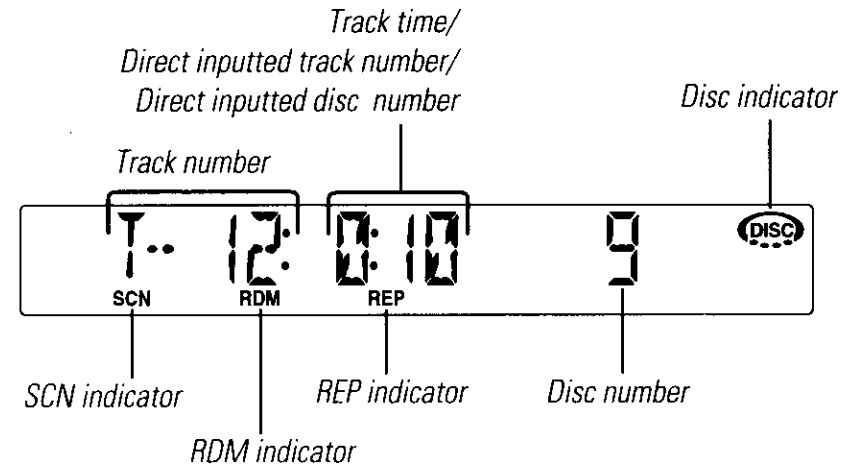 Track time/
Direct inputted track number/
Direct inputted disc number
Disc indicator
Track number
T-- 12: 0:10 9 DISC
SCN RDM REP
SCN indicator
REP indicator
Disc number
RDM indicator